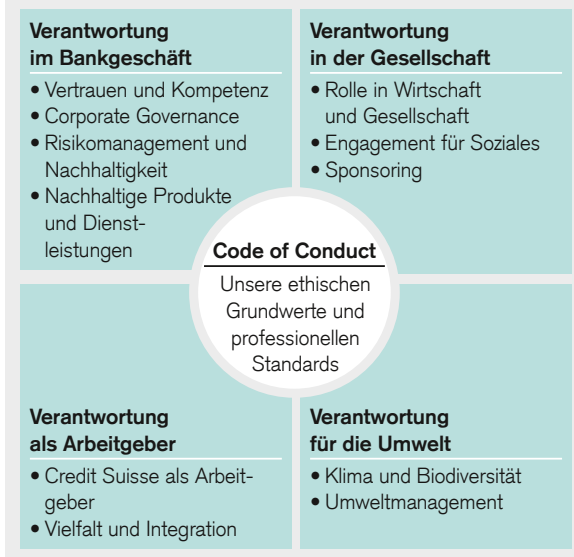 Verantwortung
im Bankgeschäft
• Vertrauen und Kompetenz
• Corporate Governance
• Risikomanagement und
Nachhaltigkeit
• Nachhaltige Produkte
und Dienst-
leistungen
Verantwortung
in der Gesellschaft
• Rolle in Wirtschaft
und Gesellschaft
• Engagement für Soziales
• Sponsoring
Code of Conduct
Unsere ethischen
Grundwerte und
professionellen
Standards
Verantwortung
als Arbeitgeber
• Credit Suisse als Arbeit-
geber
• Vielfalt und Integration
Verantwortung
für die Umwelt
• Klima und Biodiversität
• Umweltmanagement